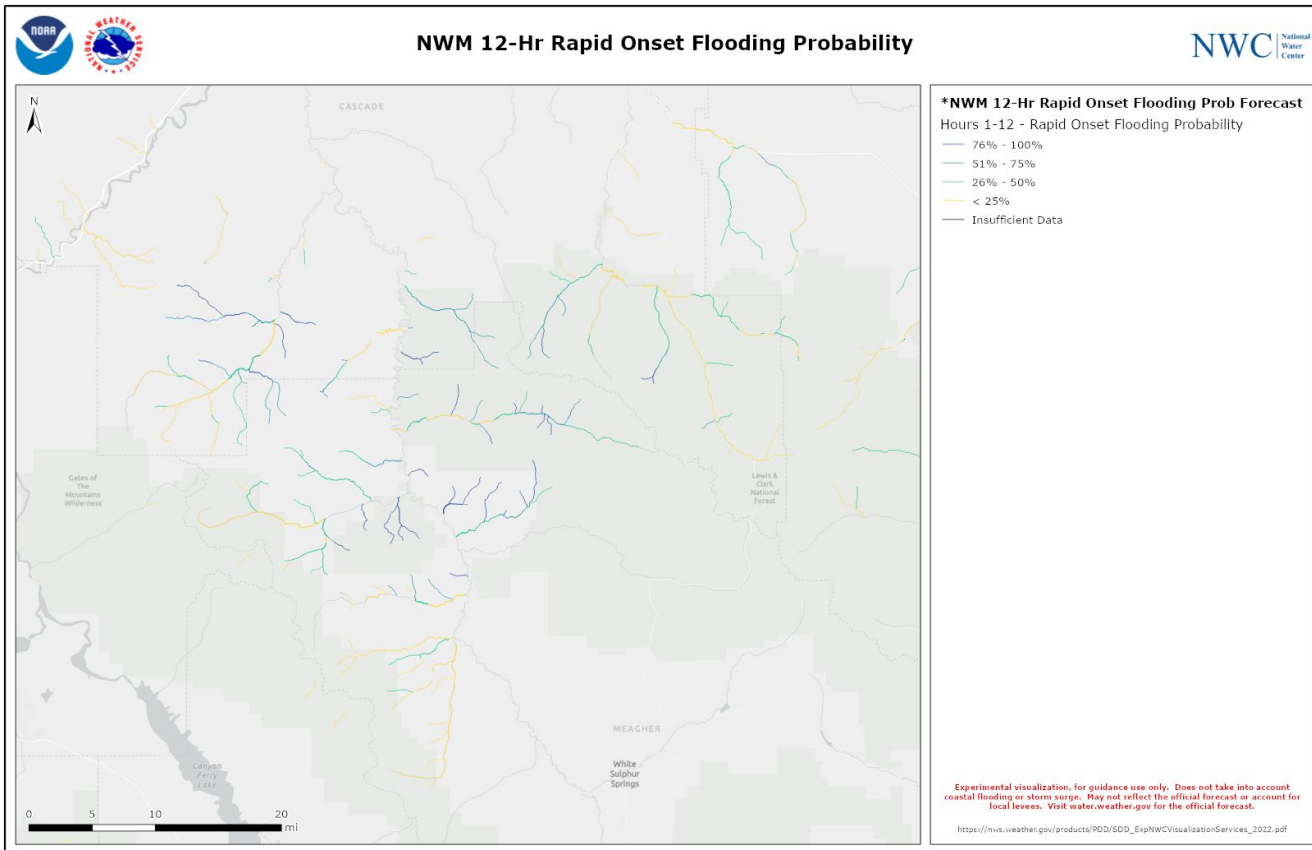 NOAA
NATIONAL WEATHER SERVICE
NWM 12-Hr Rapid Onset Flooding Probability
NWC
National
Water
Center
N
CASCADE
Gates of
The
Mountains
Wilderness
Lewis &
Clark
National
Forest
MEAGHER
White
Sulphur
Springs
Canyon
Ferry
Lake
0
5
10
20
mi
*NWM 12-Hr Rapid Onset Flooding Prob Forecast
Hours 1-12 - Rapid Onset Flooding Probability
76% - 100%
51% - 75%
26% - 50%
< 25%
Insufficient Data
Experimental visualization, for guidance use only. Does not take into account
coastal flooding or storm surge. May not reflect the official forecast or account for
local levees. Visit water.weather.gov for the official forecast.
https://nws.weather.gov/products/PDD/SDD_ExpNWCVisualizationServices_2022.pdf